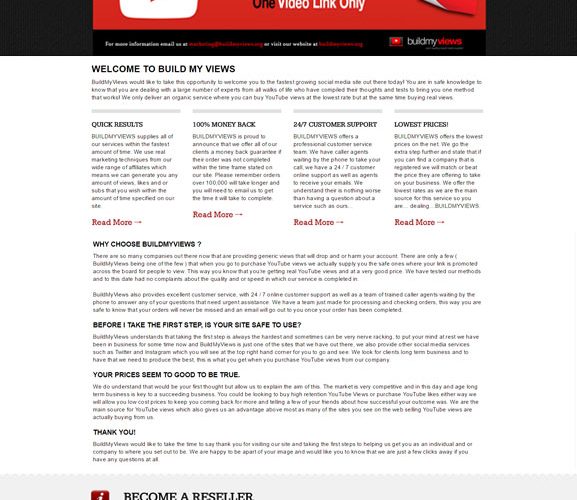 One Video Link Only
For more information email us at marketing@buildmyviews.org or visit our website at buildmyviews.org
buildmyviews
WELCOME TO BUILD MY VIEWS
BuildMyViews would like to take this opportunity to welcome you to the fastest growing social media site out there today! You are in safe knowledge to
know that you are dealing with a large number of experts from all walks of life who have compiled their thoughts and tests to bring you one method
that works! We only deliver an organic service where you can buy YouTube views at the lowest rate but at the same time buying real views.
QUICK RESULTS
BUILDMYVIEWS supplies all of
our services within the fastest
amount of time. We use real
marketing techniques from our
wide range of affiliates which
means we can generate you any
amount of views, likes and or
subs that you wish within the
amount of time specified on our
site.
Read More →
100% MONEY BACK
BUILDMYVIEWS is proud to
announce that we offer all of our
clients a money back guarantee if
their order was not completed
within the time frame stated on
our site. Please remember orders
over 100,000 will take longer and
you will need to email us to get
the time it will take to complete.
Read More →
24/7 CUSTOMER SUPPORT
BUILDMYVIEWS offers a
professional customer service
team. We have caller agents
waiting by the phone to take your
call, we have a 24 / 7 customer
online support as well as agents
to receive your emails. We
understand their is nothing worse
than having a question about a
service such as ours...
Read More →
LOWEST PRICES!
BUILDMYVIEWS offers the lowest
prices on the net. We go the
extra step further and state that if
you can find a company that is
registered we will match or beat
the price they are offering to take
on your business. We offer the
lowest rates as we are the main
source for this service so you
are... dealing...BUILDMYVIEWS
Read More →
WHY CHOOSE BUILDMYVIEWS ?
There are so many companies out there now that are providing generic views that will drop and or harm your account. There are only a few (
BuildMyViews being one of the few ) that when you go to purchase YouTube views we actually supply you the safe ones where your link is promoted
across the board for people to view. This way you know that you're getting real YouTube views and at a very good price. We have tested our methods
and to this date had no complaints about the quality and or speed in which our service is completed in.
BuildMyViews also provides excellent customer service, with 24 / 7 online customer support as well as a team of trained caller agents waiting by the
phone to answer any of your questions that need urgent assistance. We have a team just made for processing and checking orders, this way you are
safe to know that your orders will never be missed and an email will go out to you once your order has been completed.
BEFORE I TAKE THE FIRST STEP, IS YOUR SITE SAFE TO USE?
BuildMyViews understands that taking the first step is always the hardest and sometimes can be very nerve racking, to put your mind at rest we have
been in business for some time now and BuildMyViews is just one of the sites that we have out there, we also provide other social media services
such as Twitter and Instagram which you will see at the top right hand corner for you to go and see. We look for clients long term business and to
have that we need to produce the best, this is what you get when you purchase YouTube views from our company.
YOUR PRICES SEEM TO GOOD TO BE TRUE.
We do understand that would be your first thought but allow us to explain the aim of this. The market is very competitive and in this day and age long
term business is key to a succeeding business. You could be looking to buy high retention YouTube Views or purchase YouTube likes either way we
will allow you low cost prices to keep you coming back for more and telling a few of your friends about how successful your outcome was. We are the
main source for YouTube views which also gives us an advantage above most as many of the sites you see on the web selling YouTube views are
actually buying from us.
THANK YOU!
BuildMyViews would like to take the time to say thank you for visiting our site and taking the first steps to helping us get you as an individual and or
company to where you set out to be. We are happy to be apart of your image and would like you to know that we are just a few clicks away if you
have any questions at all.
BECOME A RESELLER